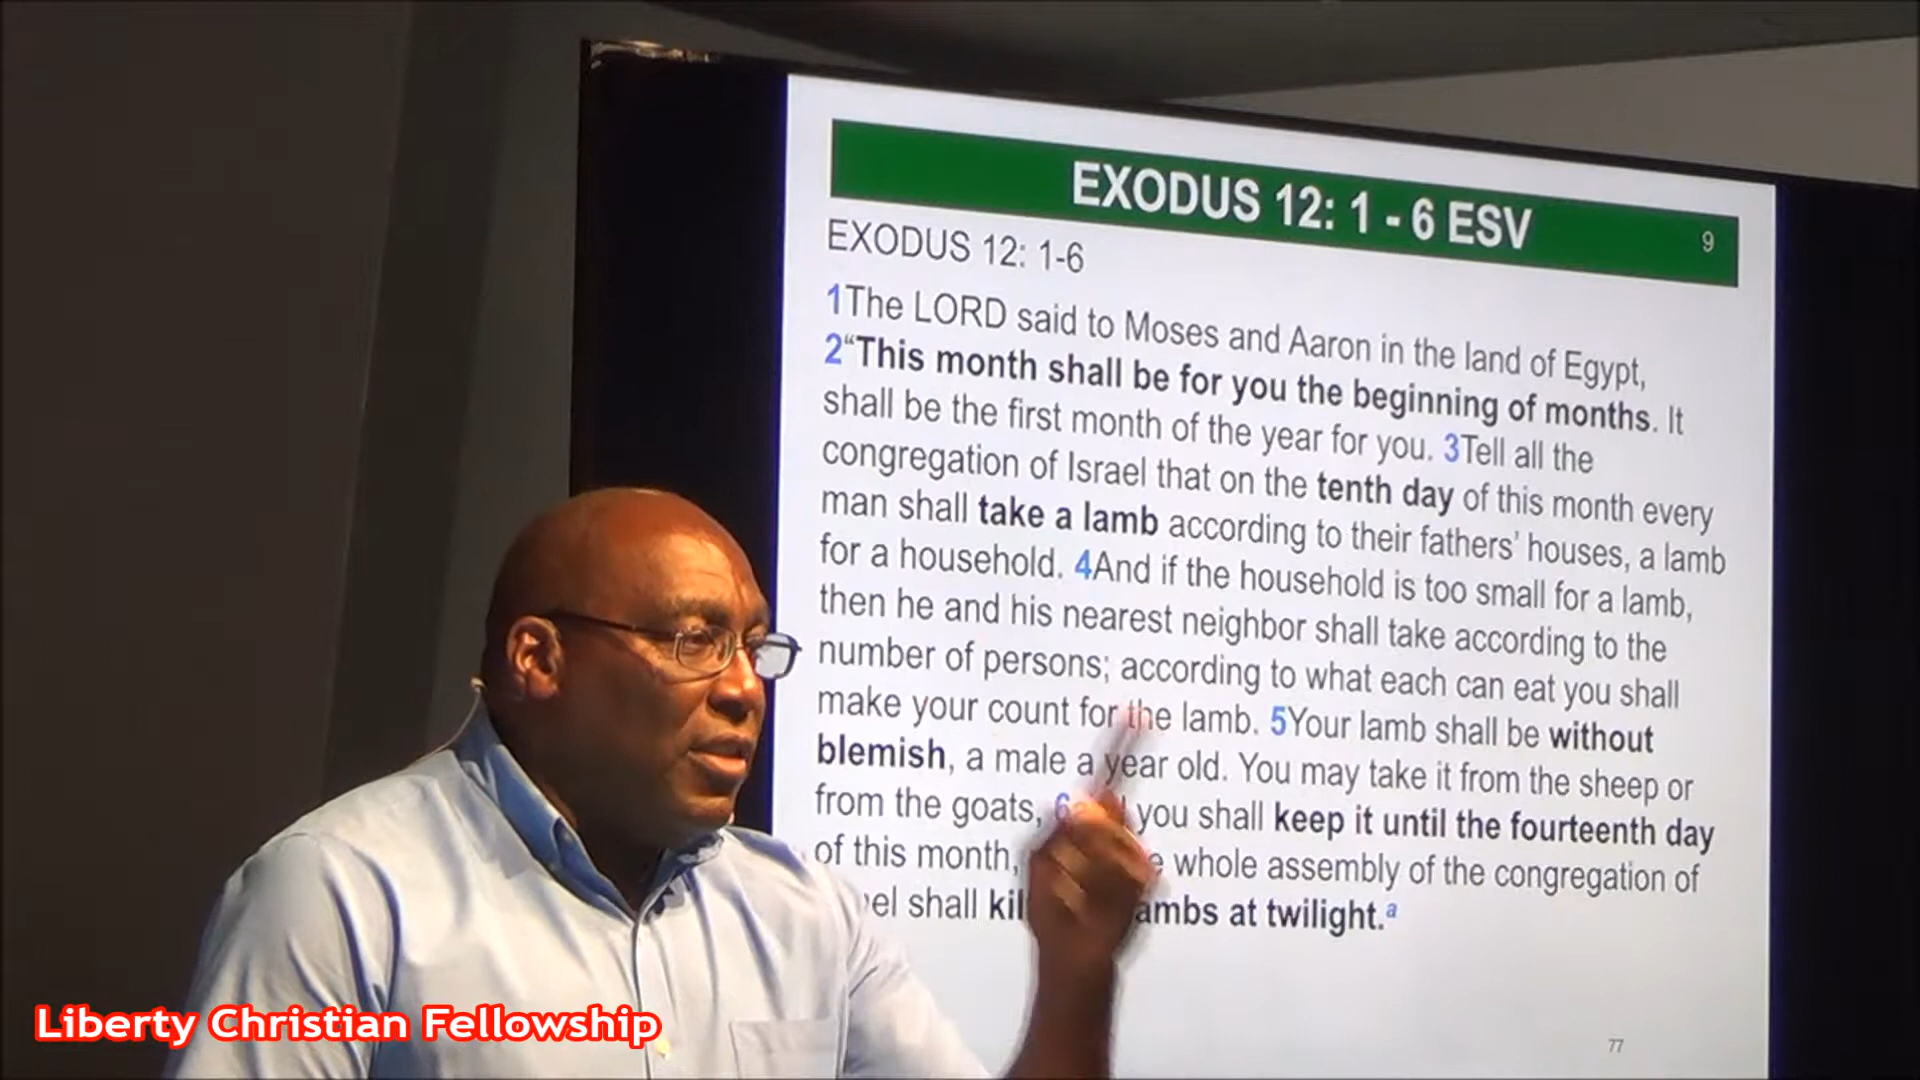 EXODUS 12: 1 - 6 ESV
9
EXODUS 12: 1-6
1The LORD said to Moses and Aaron in the land of Egypt,
2“This month shall be for you the beginning of months. It
shall be the first month of the year for you. 3Tell all the
congregation of Israel that on the tenth day of this month every
man shall take a lamb according to their fathers’ houses, a lamb
for a household. 4And if the household is too small for a lamb,
then he and his nearest neighbor shall take according to the
number of persons; according to what each can eat you shall
make your count for the lamb. 5Your lamb shall be without
blemish, a male a year old. You may take it from the sheep or
from the goats, 6 you shall keep it until the fourteenth day
of this month, whole assembly of the congregation of
shall at twilight.a
77
Liberty Christian Fellowship